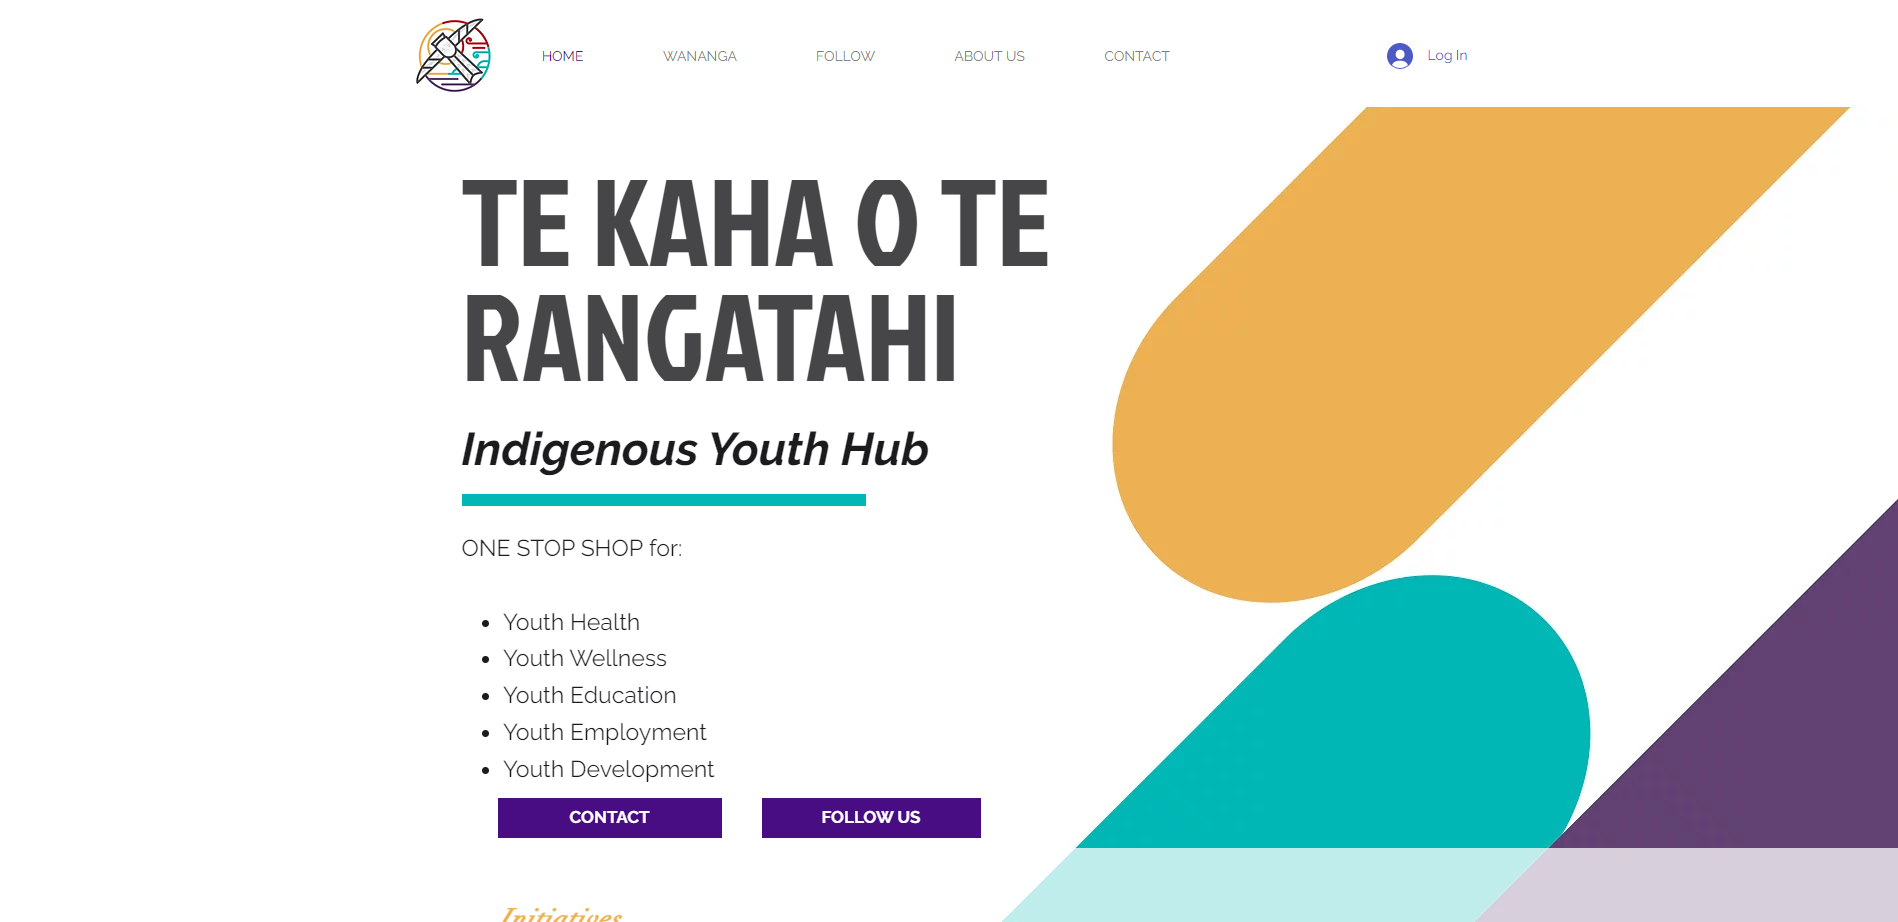 HOME
WANANGA
FOLLOW
ABOUT US
CONTACT
Log In
TE KAHA O TE
RANGATAHI
Indigenous Youth Hub
ONE STOP SHOP for:
• Youth Health
• Youth Wellness
• Youth Education
• Youth Employment
• Youth Development
CONTACT
FOLLOW US
Initiatives